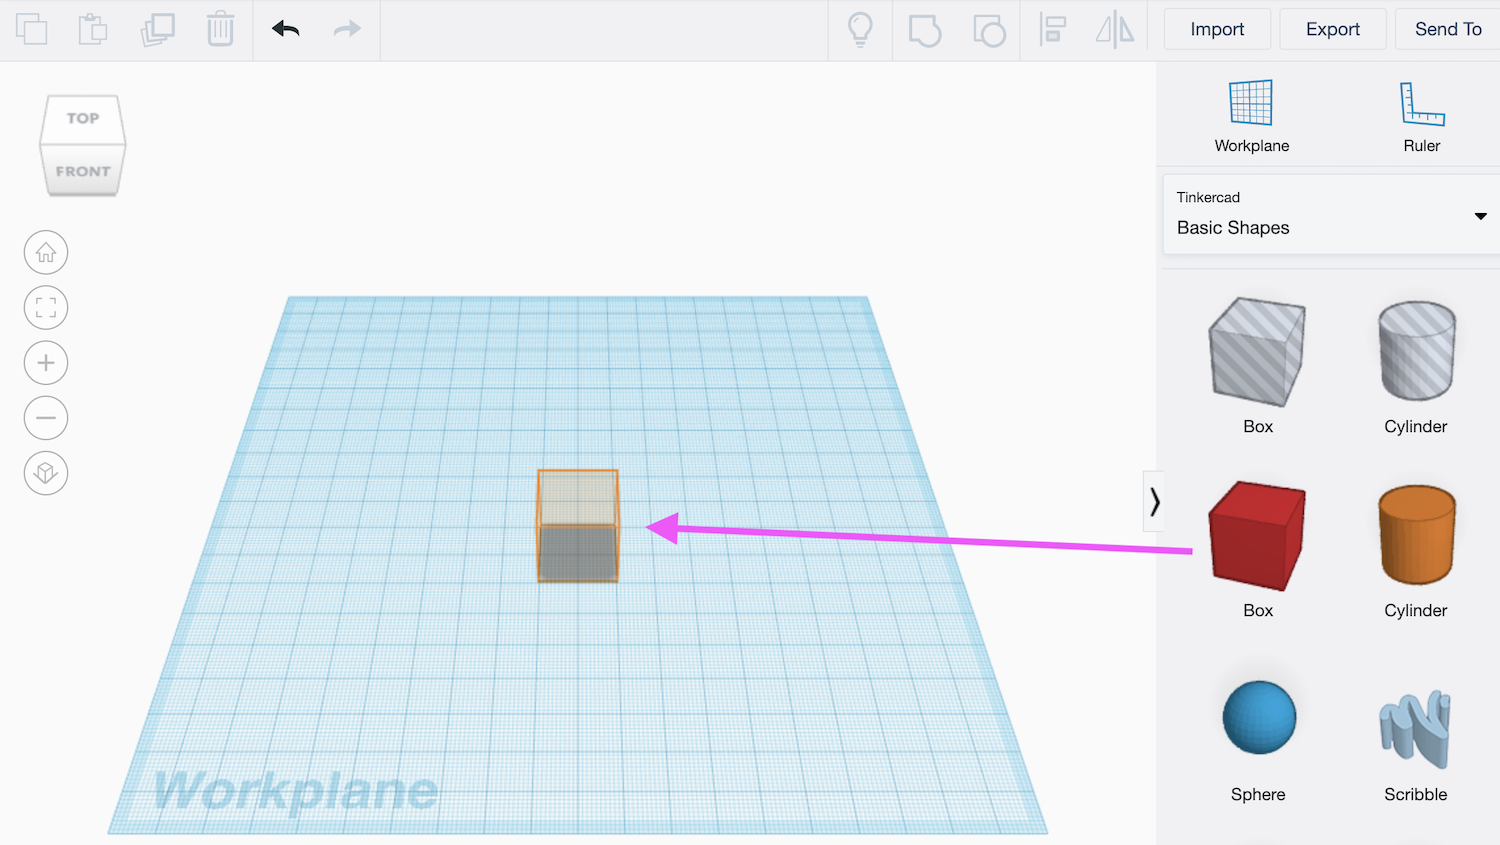 Import
Export
Send To
TOP
FRONT
Workplane
Ruler
Tinkercad
Basic Shapes
Box
Cylinder
Box
Cylinder
Sphere
Scribble
Workplane